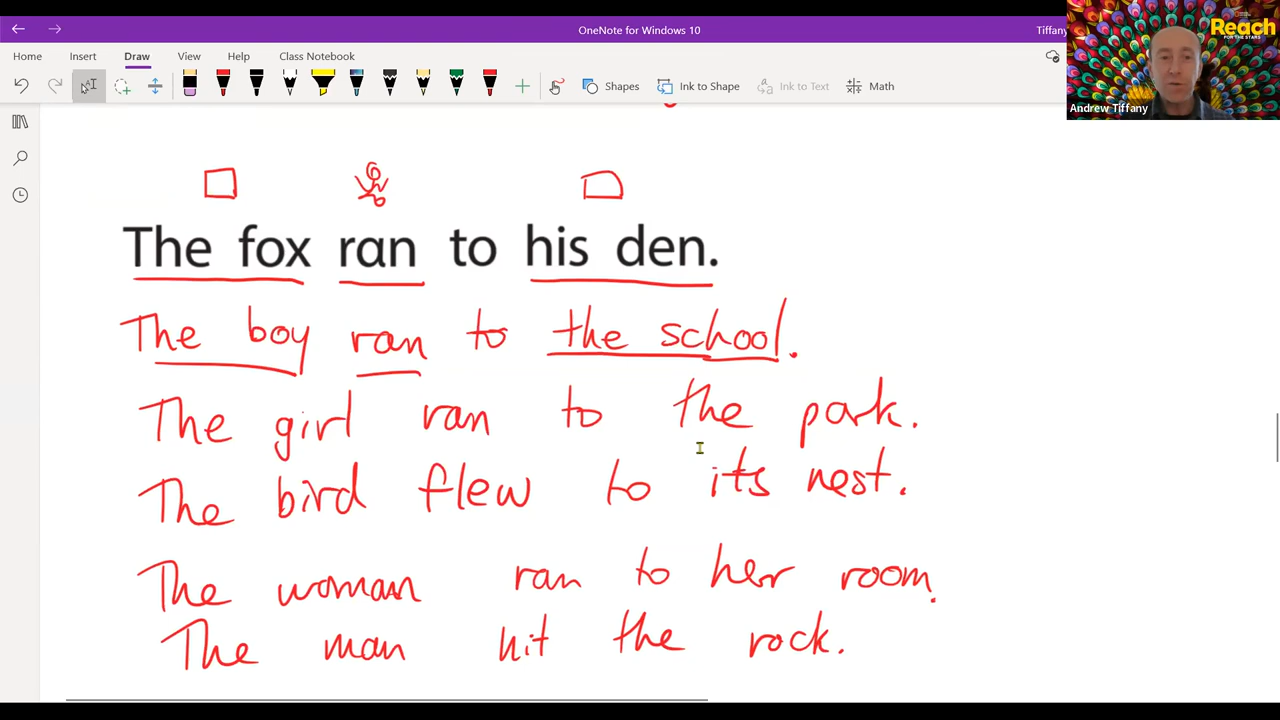 OneNote for Windows 10
Tiffany
Home Insert Draw View Help Class Notebook
Shapes Ink to Shape Ink to Text Math
Reach
FOR THE STARS
Andrew Tiffany
The fox ran to his den.
The boy ran to the school.
The girl ran to the park.
The bird flew to its nest.
The woman ran to her room.
The man hit the rock.